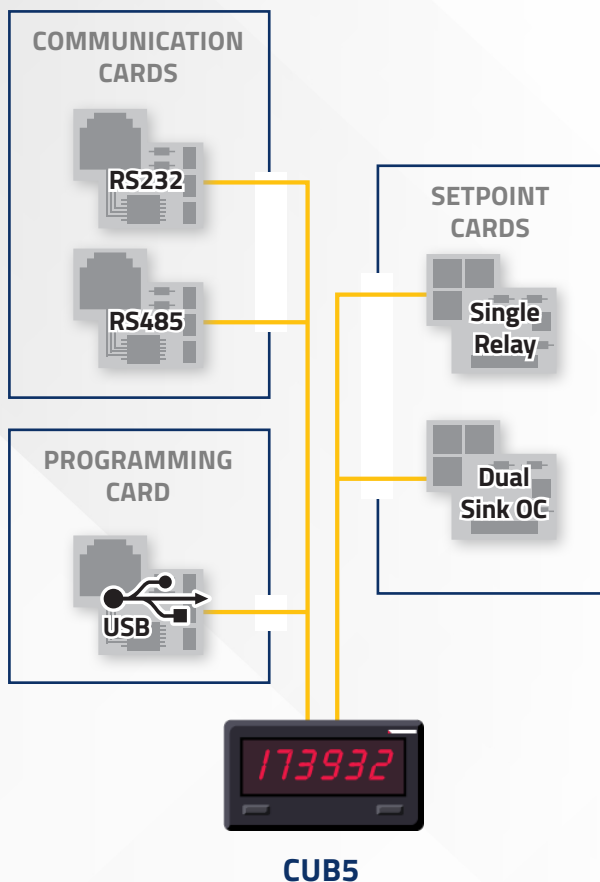 COMMUNICATION
CARDS
RS232
RS485
SETPOINT
CARDS
Single
Relay
Dual
Sink OC
PROGRAMMING
CARD
USB
173932
CUB5